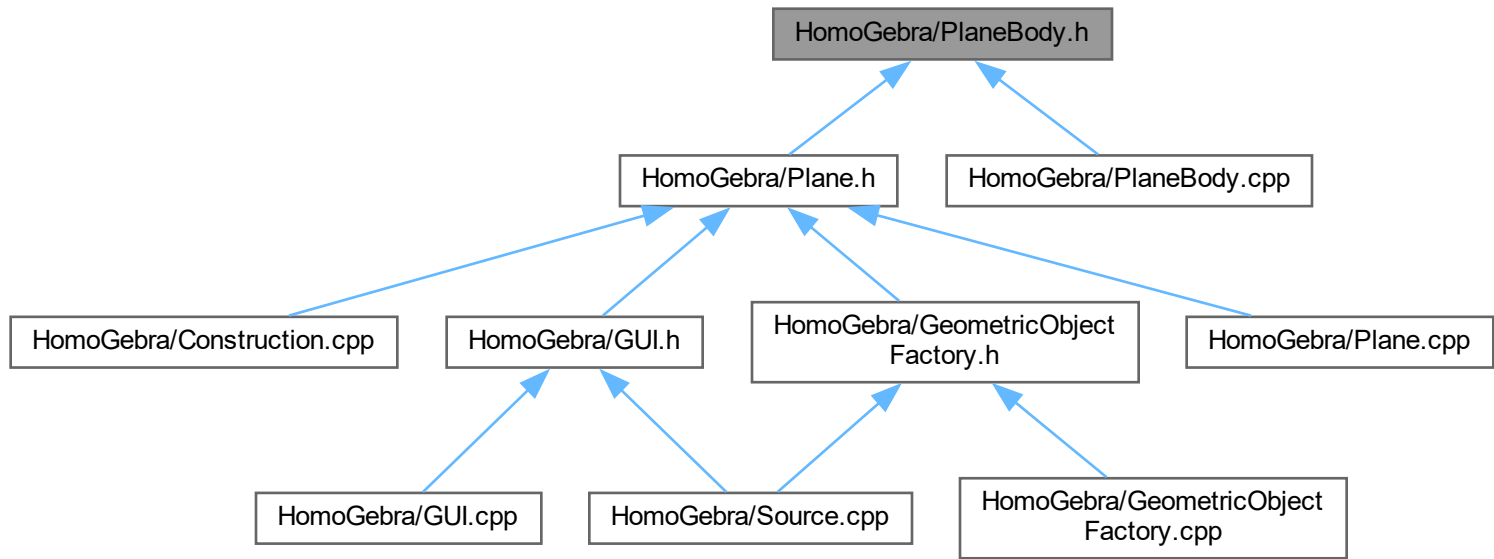 HomoGebra/PlaneBody.h
HomoGebra/Plane.h
HomoGebra/PlaneBody.cpp
HomoGebra/Construction.cpp
HomoGebra/GUI.h
HomoGebra/GeometricObject
Factory.h
HomoGebra/Plane.cpp
HomoGebra/GUI.cpp
HomoGebra/Source.cpp
HomoGebra/GeometricObject
Factory.cpp